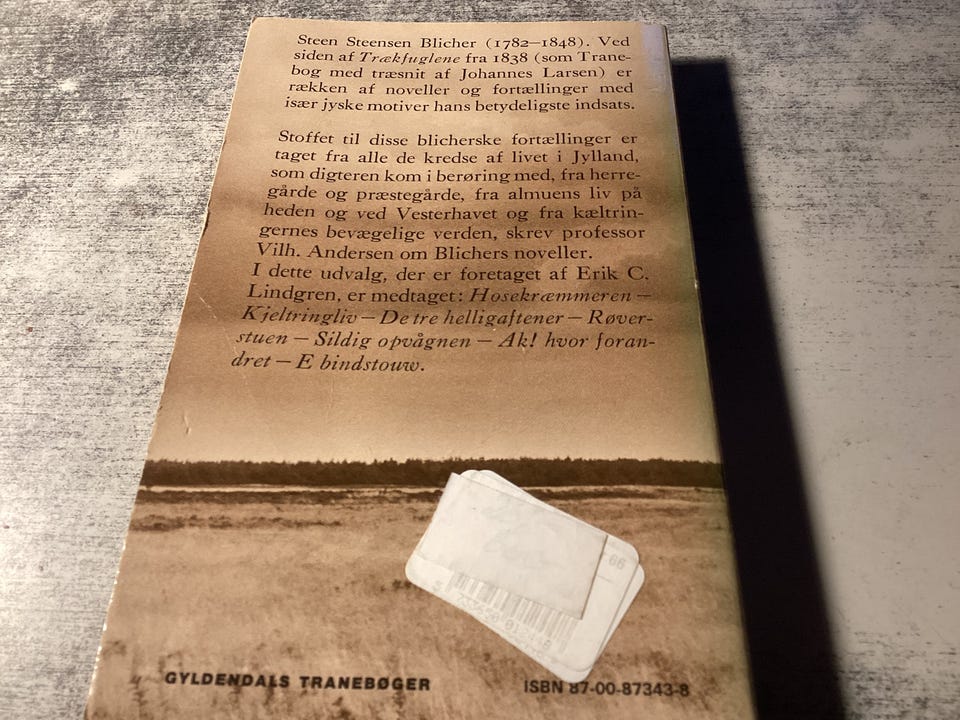 Steen Steensen Blicher (1782—1848). Ved
siden af Trækfuglene fra 1838 (som Trane-
bog med træsnit af Johannes Larsen) er
rækken af noveller og fortællinger med
især jyske motiver hans betydeligste indsats.
Stoffet til disse blicherske fortællinger er
taget fra alle de kredse af livet i Jylland,
som digteren kom i berøring med, fra herre-
gårde og præstegårde, fra almuens liv på
heden og ved Vesterhavet og fra kæltrin-
gernes bevægelige verden, skrev professor
Vilh. Andersen om Blichers noveller.
I dette udvalg, der er foretaget af Erik C.
Lindgren, er medtaget: Hosekræmmeren —
Kjeltringliv — De tre helligaftener — Røver-
stuen — Sildig opvågnen — Ak! hvor foran-
dret — E bindstouw.
GYLDENDALS TRANEBØGER
ISBN 87-00-87343-8